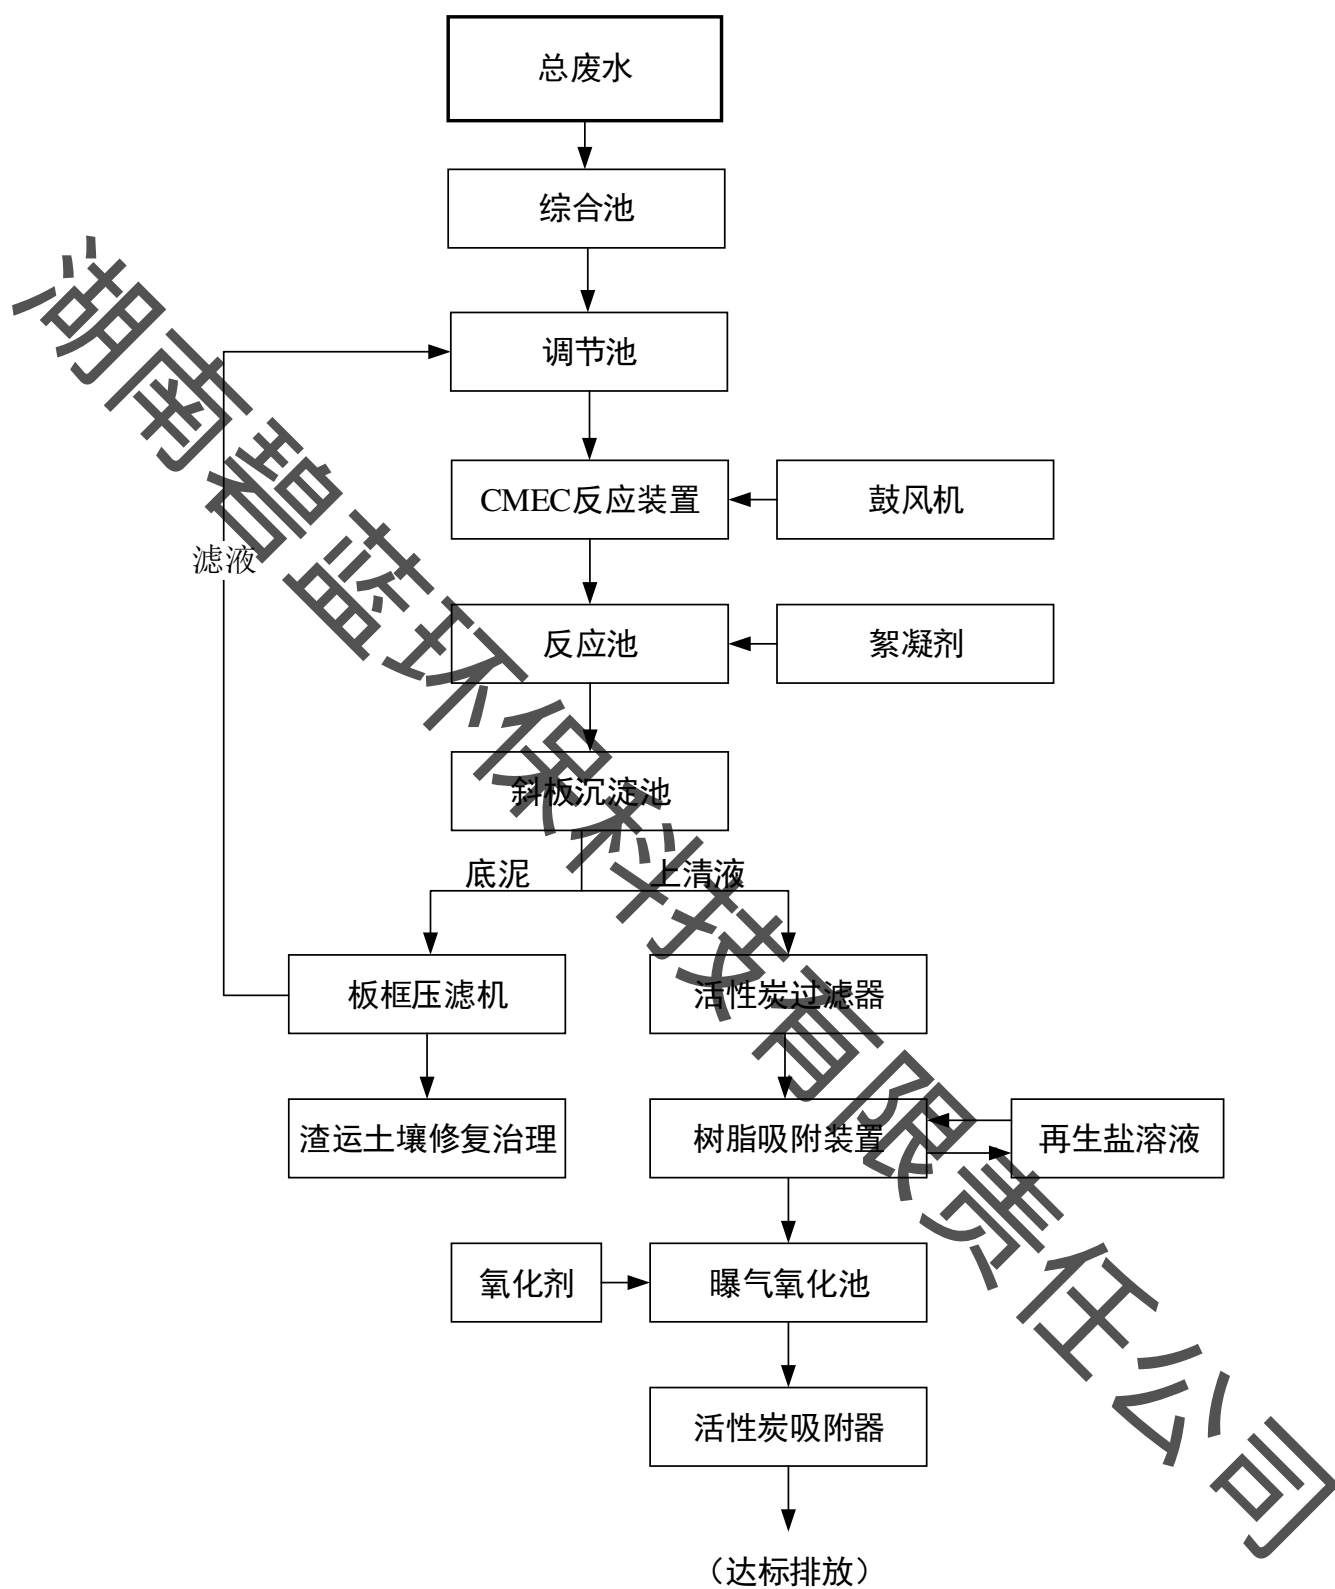 总废水
综合池
调节池
CMEC反应装置
鼓风机
滤液
反应池
絮凝剂
斜板沉淀池
底泥
上清液
板框压滤机
活性炭过滤器
渣运土壤修复治理
树脂吸附装置
再生盐溶液
氧化剂
曝气氧化池
活性炭吸附器
（达标排放）
湖南碧蓝环保科技有限责任公司